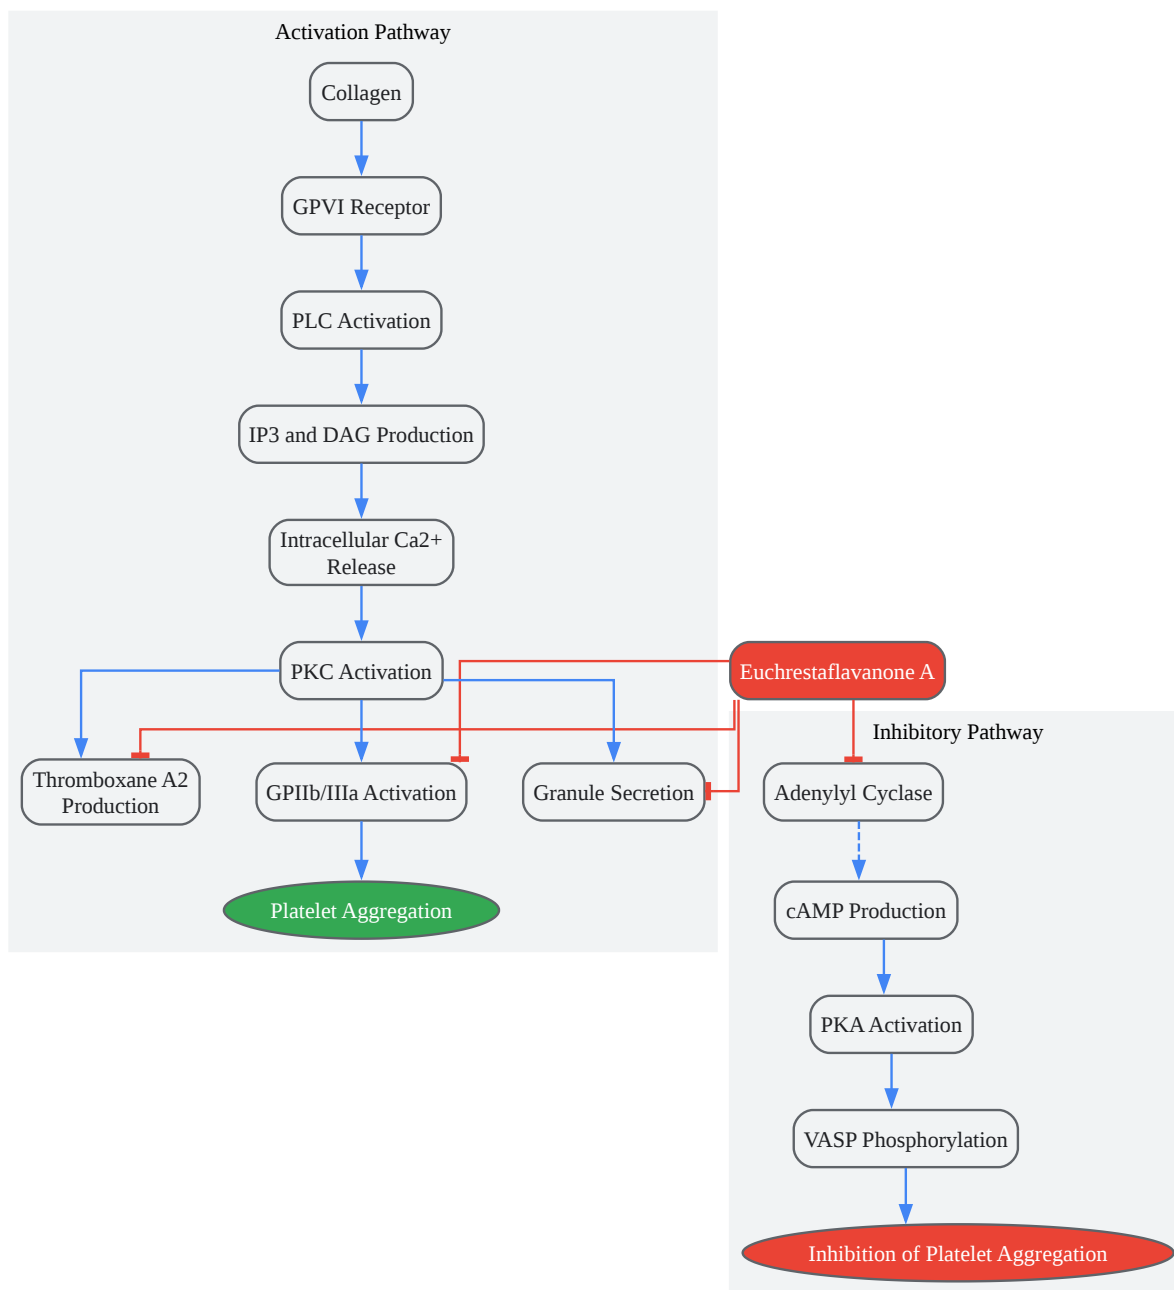 Activation Pathway
Collagen
GPVI Receptor
PLC Activation
IP3 and DAG Production
Intracellular Ca2+
Release
PKC Activation
Euchrestaflavanone A
Inhibitory Pathway
Thromboxane A2
Production
GPIIb/IIIa Activation
Granule Secretion
Adenylyl Cyclase
Platelet Aggregation
cAMP Production
PKA Activation
VASP Phosphorylation
Inhibition of Platelet Aggregation